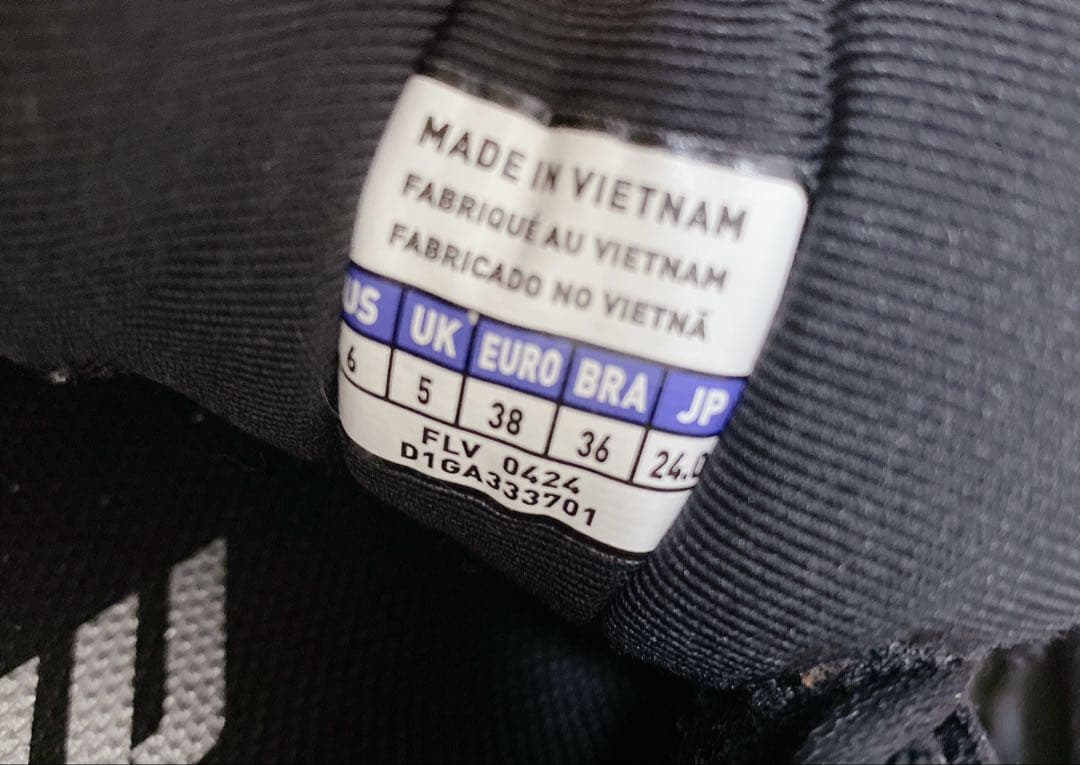 MADE IN VIETNAM
FABRIQUÉ AU VIETNAM
FABRICADO NO VIETNÃ
US UK EURO BRA JP
6 5 38 36 24.0
FLV 0424
D1GA333701